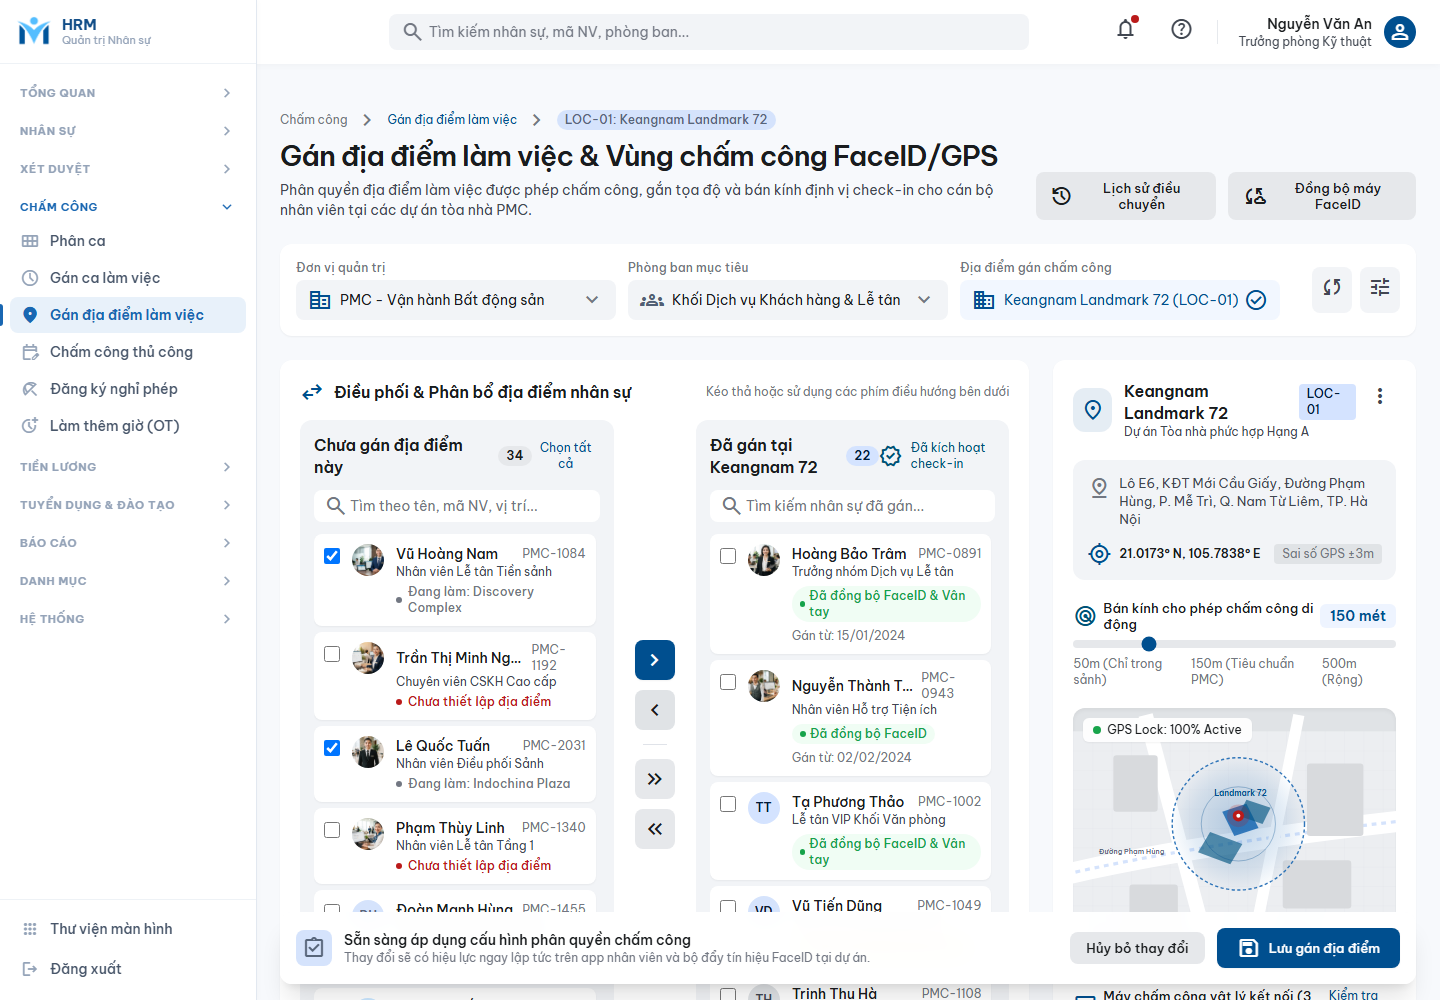 HRM
Quản trị Nhân sự
Tìm kiếm nhân sự, mã NV, phòng ban...
Nguyễn Văn An
Trưởng phòng Kỹ thuật
TỔNG QUAN
NHÂN SỰ
XÉT DUYỆT
CHẤM CÔNG
Phân ca
Gán ca làm việc
Gán địa điểm làm việc
Chấm công thủ công
Đăng ký nghỉ phép
Làm thêm giờ (OT)
TIỀN LƯƠNG
TUYỂN DỤNG & ĐÀO TẠO
BÁO CÁO
DANH MỤC
HỆ THỐNG
Thư viện màn hình
Đăng xuất
Chấm công
Gán địa điểm làm việc
LOC-01: Keangnam Landmark 72
Gán địa điểm làm việc & Vùng chấm công FaceID/GPS
Phân quyền địa điểm làm việc được phép chấm công, gắn tọa độ và bán kính định vị check-in cho cán bộ
nhân viên tại các dự án tòa nhà PMC.
Lịch sử điều
chuyển
Đồng bộ máy
FaceID
Đơn vị quản trị
PMC - Vận hành Bất động sản
Phòng ban mục tiêu
Khối Dịch vụ Khách hàng & Lễ tân
Địa điểm gán chấm công
Keangnam Landmark 72 (LOC-01)
Điều phối & Phân bổ địa điểm nhân sự
Kéo thả hoặc sử dụng các phím điều hướng bên dưới
Chưa gán địa điểm
này
34
Chọn tất
cả
Tìm theo tên, mã NV, vị trí...
Vũ Hoàng Nam
PMC-1084
Nhân viên Lễ tân Tiền sảnh
Đang làm: Discovery
Complex
Trần Thị Minh Ng...
PMC-
1192
Chuyên viên CSKH Cao cấp
Chưa thiết lập địa điểm
Lê Quốc Tuấn
PMC-2031
Nhân viên Điều phối Sảnh
Đang làm: Indochina Plaza
Phạm Thùy Linh
PMC-1340
Nhân viên Lễ tân Tầng 1
Chưa thiết lập địa điểm
Đoàn Mạnh Hùng
PMC-1455
Đã gán tại
Keangnam 72
22
Đã kích hoạt
check-in
Tìm kiếm nhân sự đã gán...
Hoàng Bảo Trâm
PMC-0891
Trưởng nhóm Dịch vụ Lễ tân
Đã đồng bộ FaceID & Vân
tay
Gán từ: 15/01/2024
Nguyễn Thành T...
PMC-
0943
Nhân viên Hỗ trợ Tiện ích
Đã đồng bộ FaceID
Gán từ: 02/02/2024
TT
Tạ Phương Thảo
PMC-1002
Lễ tân VIP Khối Văn phòng
Đã đồng bộ FaceID & Vân
tay
VD
Vũ Tiến Dũng
PMC-1049
TH
Trịnh Thu Hà
PMC-1108
Keangnam
Landmark 72
LOC-
01
Dự án Tòa nhà phức hợp Hạng A
Lô E6, KĐT Mới Cầu Giấy, Đường Phạm
Hùng, P. Mễ Trì, Q. Nam Từ Liêm, TP. Hà
Nội
21.0173° N, 105.7838° E
Sai số GPS ±3m
Bán kính cho phép chấm công di
động
150 mét
50m (Chỉ trong
sảnh)
150m (Tiêu chuẩn
PMC)
500m
(Rộng)
GPS Lock: 100% Active
Landmark 72
Đường Phạm Hùng
Máy chấm công vật lý kết nối (3
Kiểm tra
Sẵn sàng áp dụng cấu hình phân quyền chấm công
Thay đổi sẽ có hiệu lực ngay lập tức trên app nhân viên và bộ đẩy tín hiệu FaceID tại dự án.
Hủy bỏ thay đổi
Lưu gán địa điểm